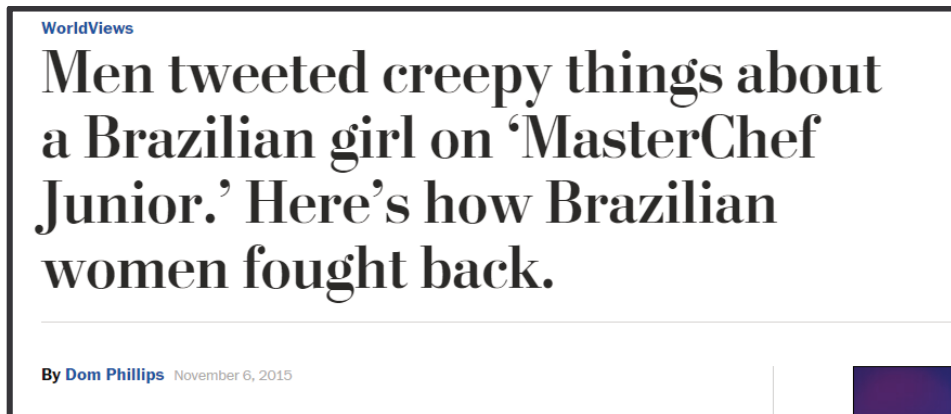 WorldViews
Men tweeted creepy things about
a Brazilian girl on ‘MasterChef
Junior.’ Here’s how Brazilian
women fought back.
By Dom Phillips November 6, 2015